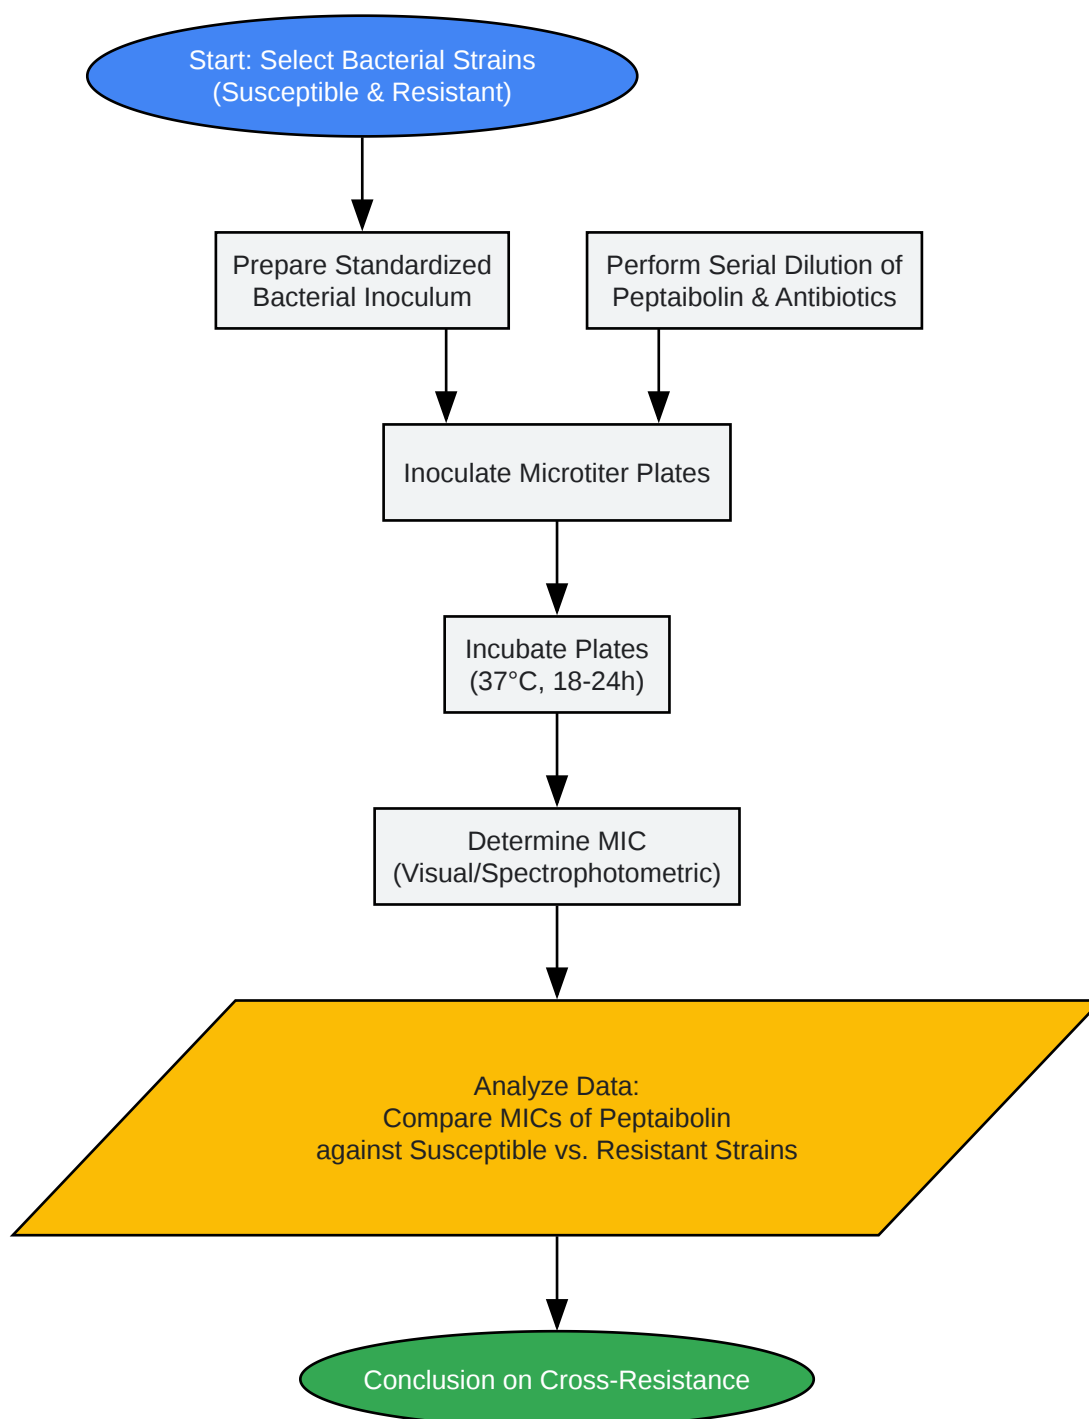 Start: Select Bacterial Strains
(Susceptible & Resistant)
Prepare Standardized
Bacterial Inoculum
Perform Serial Dilution of
Peptaibolin & Antibiotics
Inoculate Microtiter Plates
Incubate Plates
(37°C, 18-24h)
Determine MIC
(Visual/Spectrophotometric)
Analyze Data:
Compare MICs of Peptaibolin
against Susceptible vs. Resistant Strains
Conclusion on Cross-Resistance